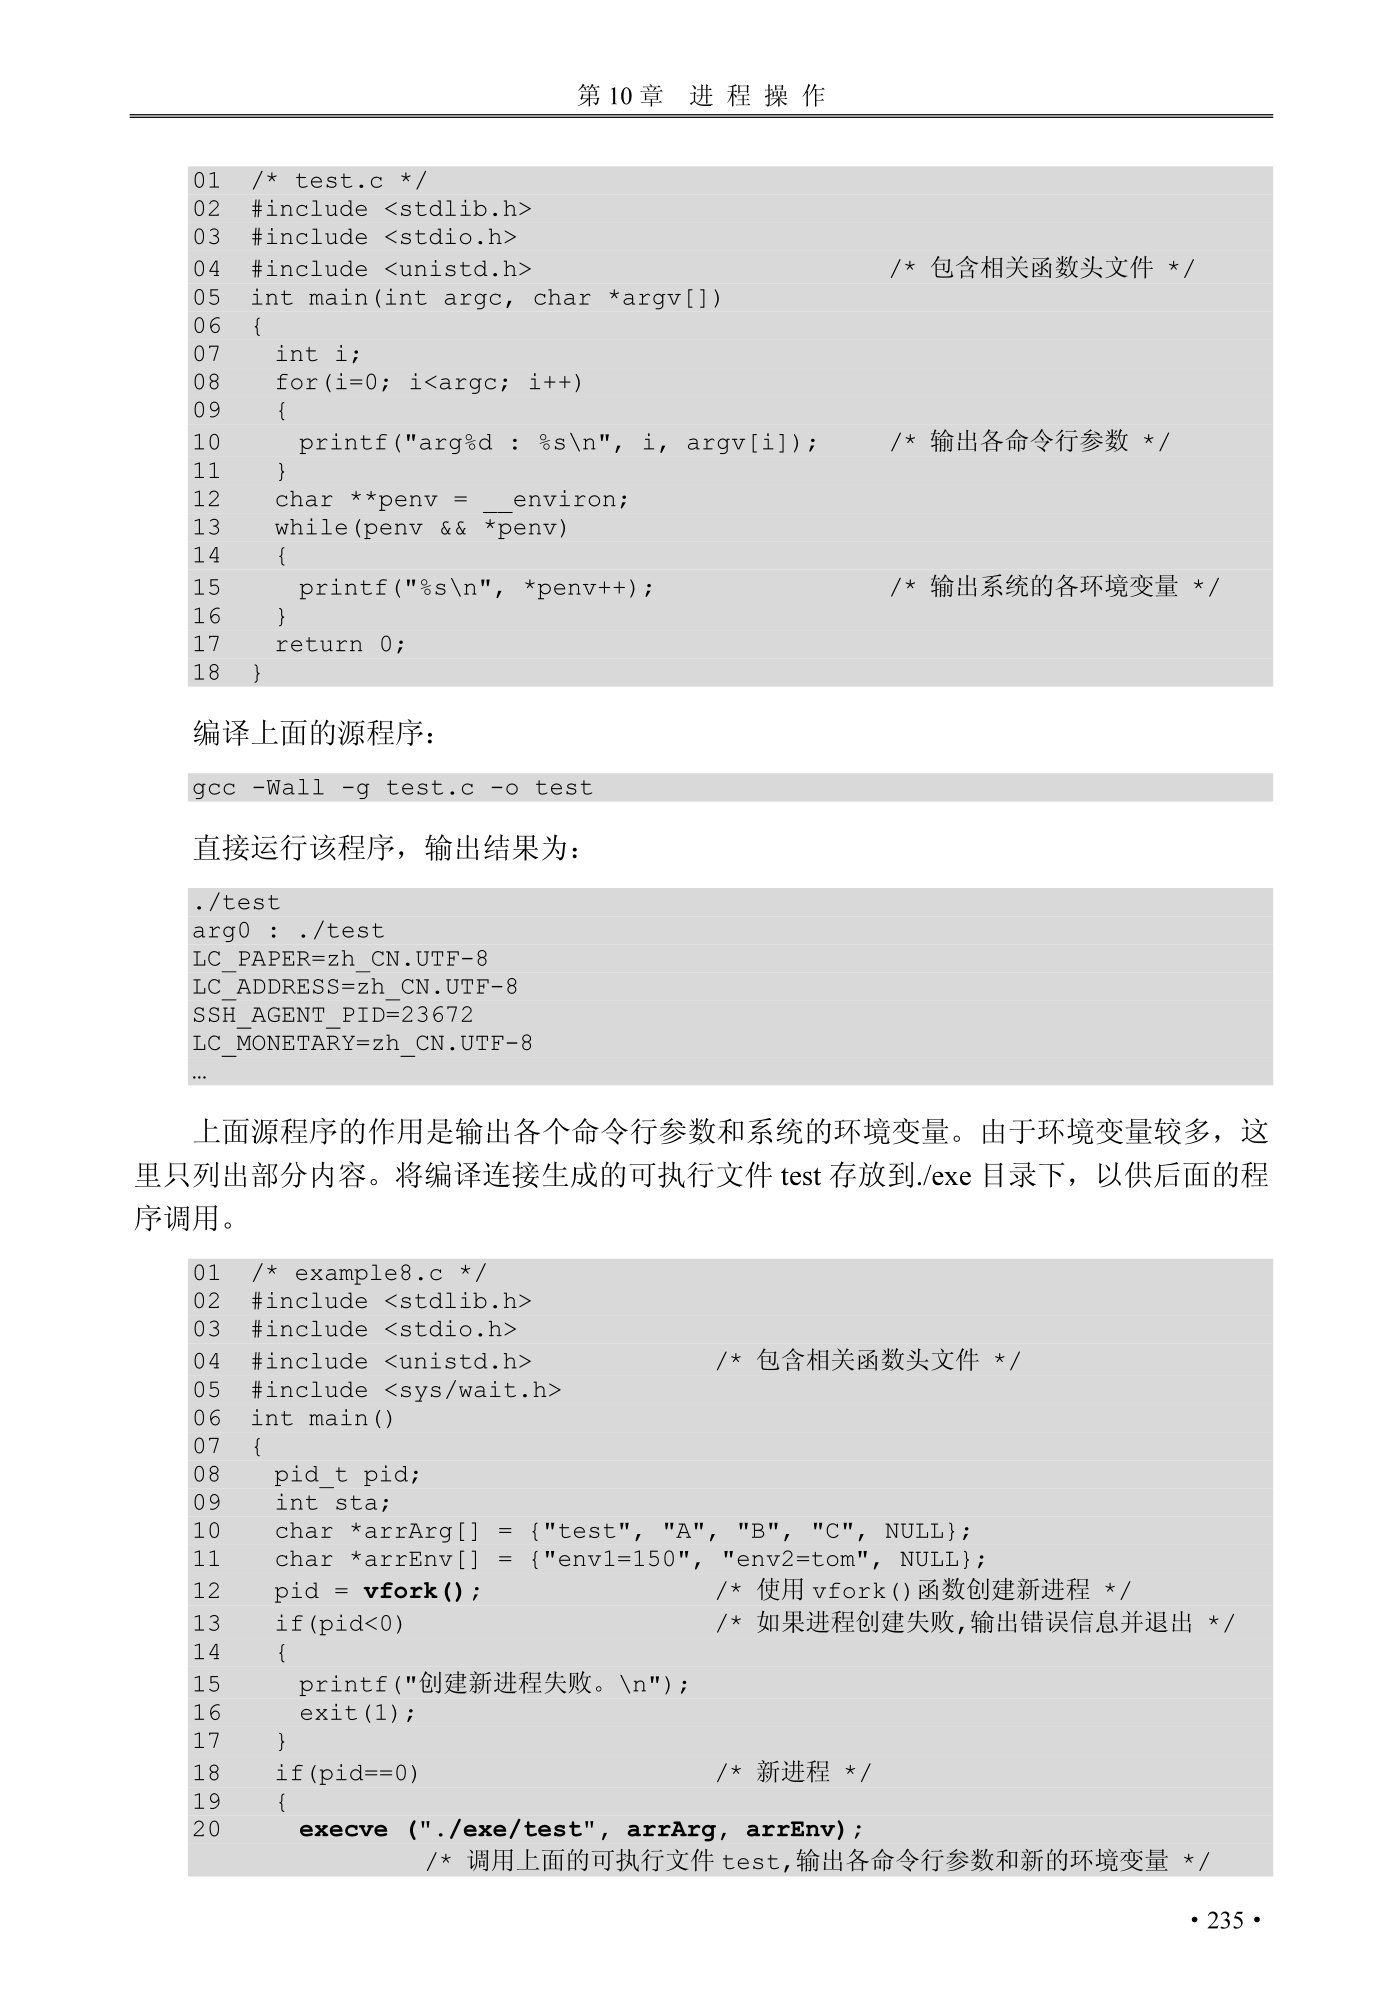 第 10 章 进 程 操 作
01 /* test.c */
02 #include <stdlib.h>
03 #include <stdio.h>
04 #include <unistd.h> /* 包含相关函数头文件 */
05 int main(int argc, char *argv[])
06 {
07 int i;
08 for(i=0; i<argc; i++)
09 {
10 printf("arg%d : %s\n", i, argv[i]); /* 输出各命令行参数 */
11 }
12 char **penv = __environ;
13 while(penv && *penv)
14 {
15 printf("%s\n", *penv++); /* 输出系统的各环境变量 */
16 }
17 return 0;
18 }
编译上面的源程序：
gcc -Wall -g test.c -o test
直接运行该程序，输出结果为：
./test
arg0 : ./test
LC_PAPER=zh_CN.UTF-8
LC_ADDRESS=zh_CN.UTF-8
SSH_AGENT_PID=23672
LC_MONETARY=zh_CN.UTF-8
…
上面源程序的作用是输出各个命令行参数和系统的环境变量。由于环境变量较多，这
里只列出部分内容。将编译连接生成的可执行文件 test 存放到./exe 目录下，以供后面的程
序调用。
01 /* example8.c */
02 #include <stdlib.h>
03 #include <stdio.h>
04 #include <unistd.h> /* 包含相关函数头文件 */
05 #include <sys/wait.h>
06 int main()
07 {
08 pid_t pid;
09 int sta;
10 char *arrArg[] = {"test", "A", "B", "C", NULL};
11 char *arrEnv[] = {"env1=150", "env2=tom", NULL};
12 pid = vfork(); /* 使用 vfork()函数创建新进程 */
13 if(pid<0) /* 如果进程创建失败,输出错误信息并退出 */
14 {
15 printf("创建新进程失败。\n");
16 exit(1);
17 }
18 if(pid==0) /* 新进程 */
19 {
20 execve ("./exe/test", arrArg, arrEnv);
/* 调用上面的可执行文件 test,输出各命令行参数和新的环境变量 */
• 235 •